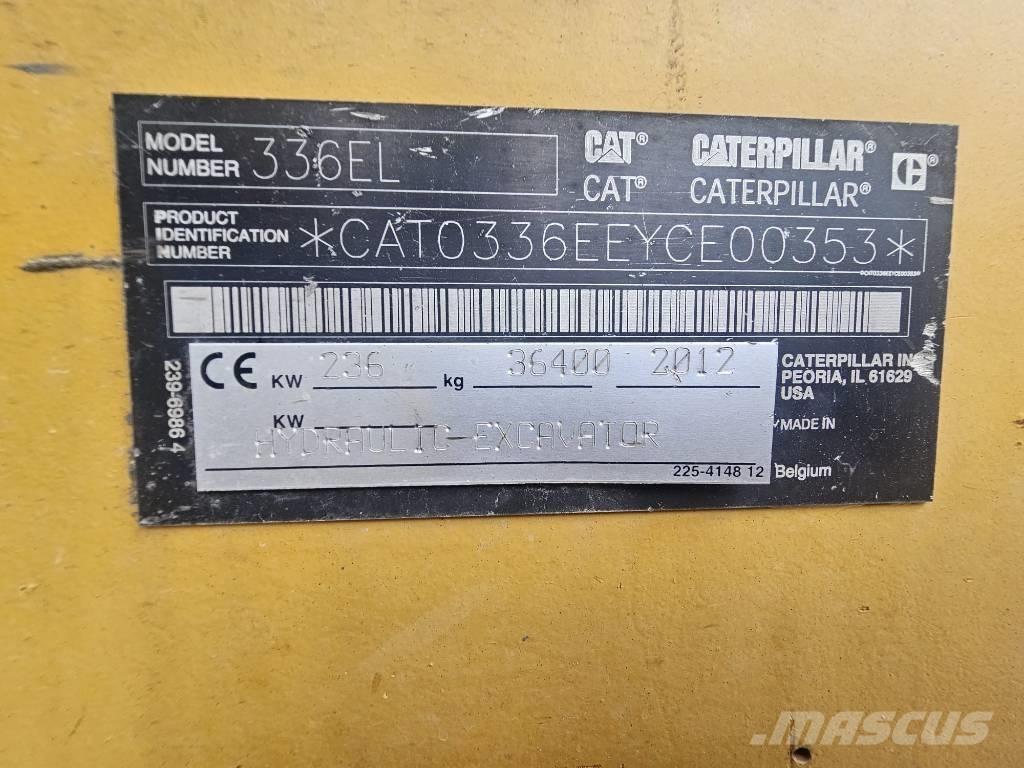 MODEL NUMBER 336EL
CAT® CATERPILLAR® C®
CAT® CATERPILLAR®
PRODUCT IDENTIFICATION NUMBER *CAT0336EEYCE00353*
*CAT0336EEYCE00353*
239-6986 4
CE KW 236 kg 36400 2012
KW
HYDRAULIC EXCAVATOR
225-4148 12
CATERPILLAR IN
PEORIA, IL 61629
USA
MADE IN
Belgium
MASCUS